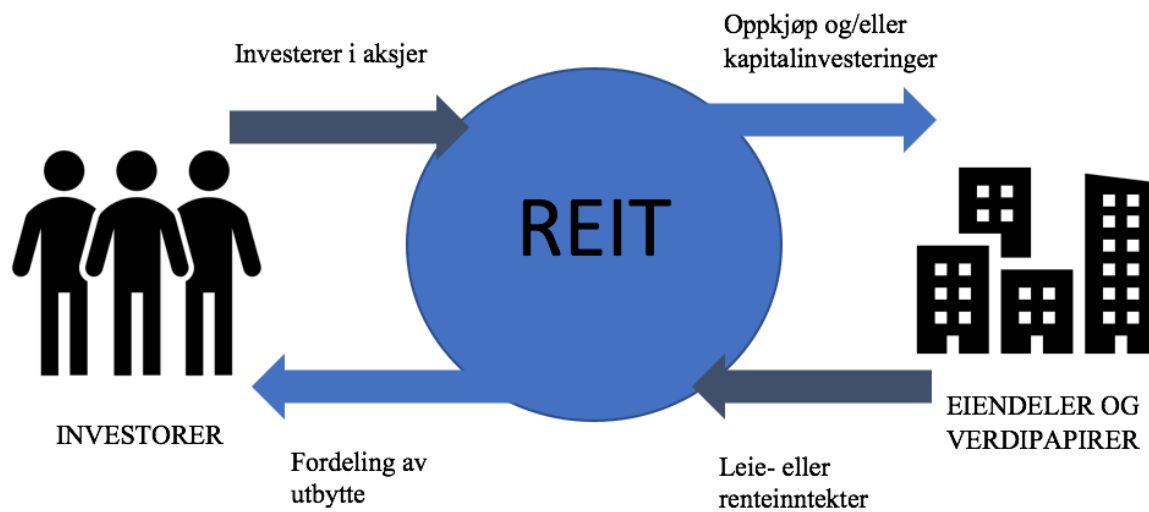 Investerer i aksjer
Oppkjøp og/eller
kapitalinvesteringer
REIT
INVESTORER
EIENDELER OG
VERDIPAPIRER
Fordeling av
utbytte
Leie- eller
renteinntekter